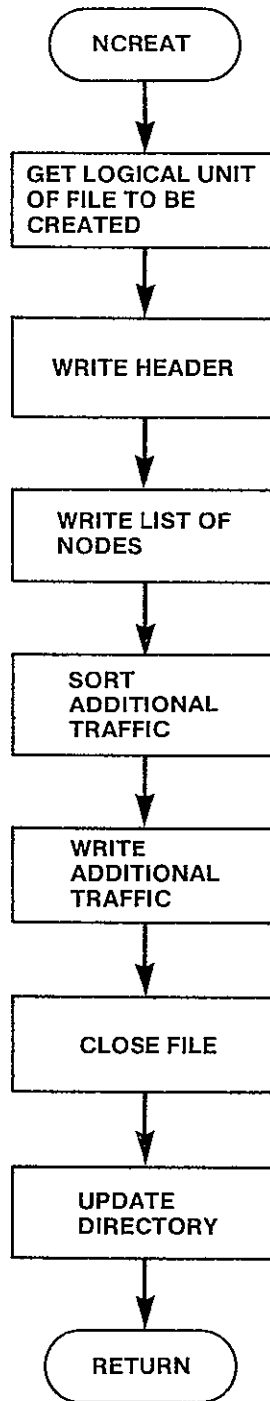 NCREAT
GET LOGICAL UNIT
OF FILE TO BE
CREATED
WRITE HEADER
WRITE LIST OF
NODES
SORT
ADDITIONAL
TRAFFIC
WRITE
ADDITIONAL
TRAFFIC
CLOSE FILE
UPDATE
DIRECTORY
RETURN